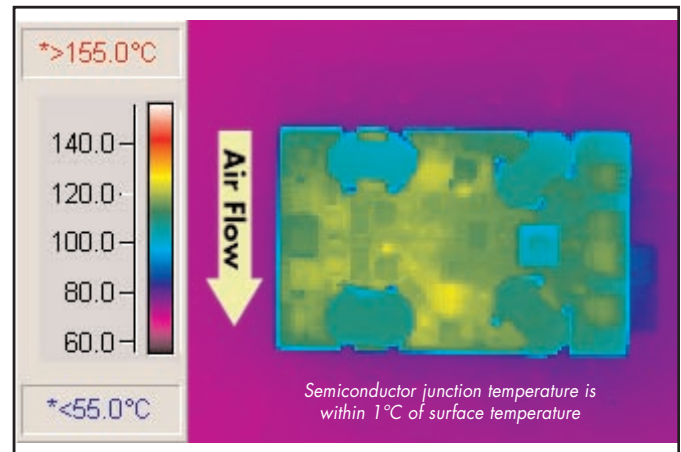 *>155.0°C
140.0
120.0
100.0
80.0
60.0
*<55.0°C
Air Flow
Semiconductor junction temperature is
within 1°C of surface temperature